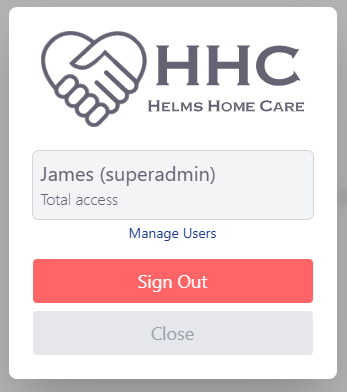 HHC
Helms Home Care
James (superadmin)
Total access
Manage Users
Sign Out
Close